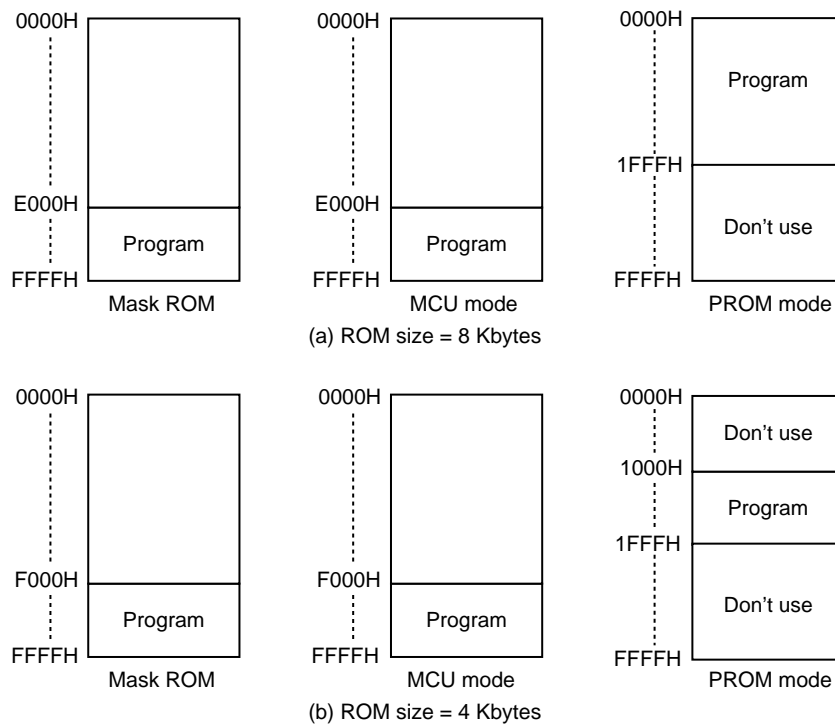 0000H
E000H
Program
FFFFH
Mask ROM
0000H
E000H
Program
FFFFH
MCU mode
0000H
Program
1FFFH
Don't use
FFFFH
PROM mode
(a) ROM size = 8 Kbytes
0000H
F000H
Program
FFFFH
Mask ROM
0000H
F000H
Program
FFFFH
MCU mode
0000H
Don't use
1000H
Program
1FFFH
Don't use
FFFFH
PROM mode
(b) ROM size = 4 Kbytes